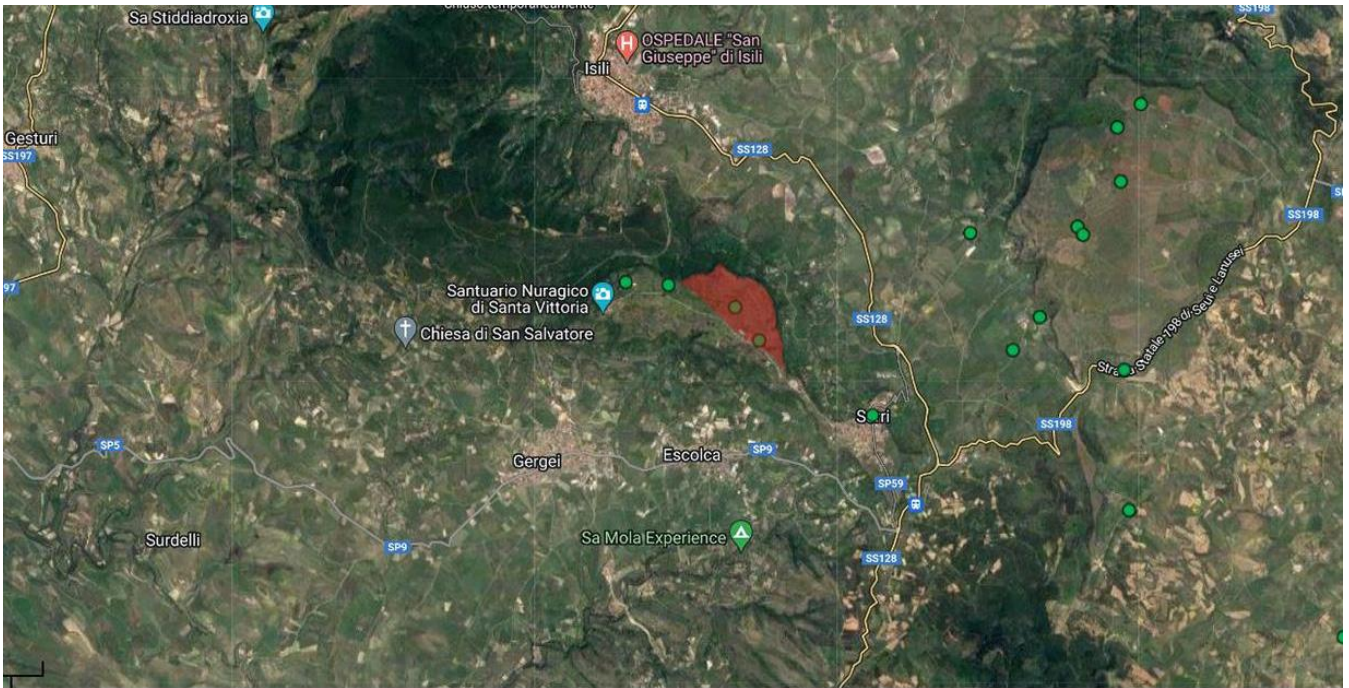 Sa Stiddiadroxia
Chiuso temporaneamente
SS198
OSPEDALE "San
Giuseppe" di Isili
Isili
Gesturi
SS197
SS128
SS198
97
Santuario Nuragico
di Santa Vittoria
Chiesa di San Salvatore
SS128
Strada Statale 198 di Seui e Lanusei
SS198
SP5
Gergei
Escolca
SP9
SP59
Surdelli
SP9
Sa Mola Experience
SS128